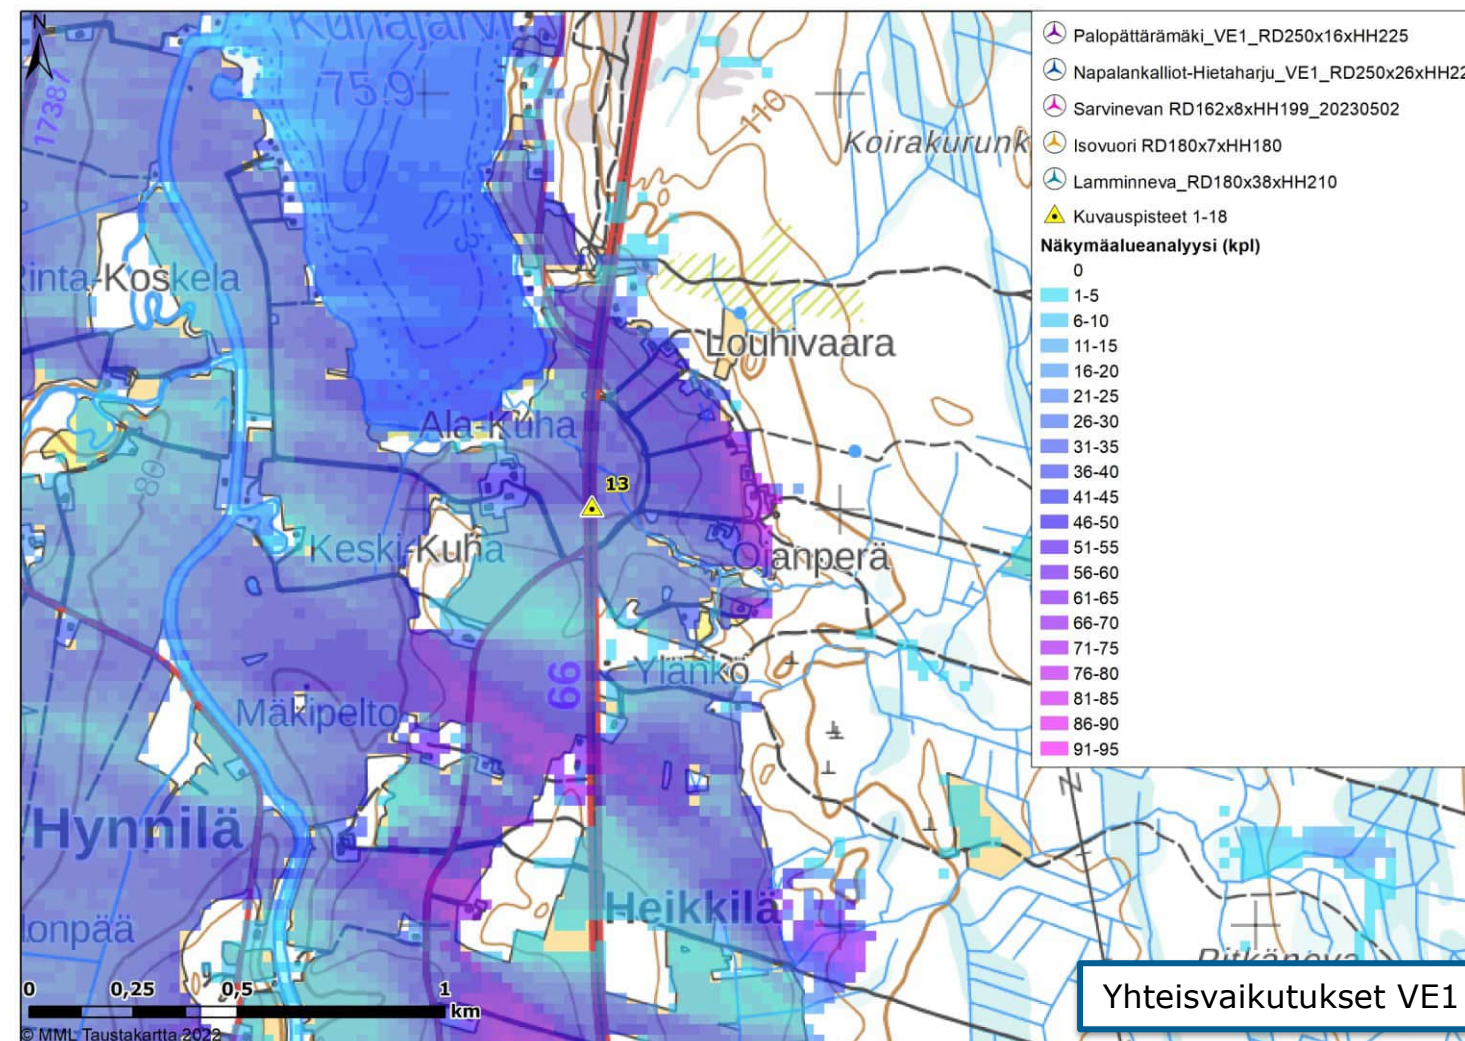 N
Kuhajärvi
75.9
17387
110
Koirakurunk
Rinta-Koskela
Louhivaara
Ala-Kuha
80
13
Keski-Kuha
Ojanperä
66
Ylänkö
Mäkipelto
Hynnilä
Heikkilä
lonpää
Pitkäneva
0 0,25 0,5 1
km
© MML Taustakartta 2022
Palopättärämäki_VE1_RD250x16xHH225
Napalankalliot-Hietaharju_VE1_RD250x26xHH22
Sarvinevan RD162x8xHH199_20230502
Isovuori RD180x7xHH180
Lamminneva_RD180x38xHH210
Kuvauspisteet 1-18
Näkymäalueanalyysi (kpl)
0
1-5
6-10
11-15
16-20
21-25
26-30
31-35
36-40
41-45
46-50
51-55
56-60
61-65
66-70
71-75
76-80
81-85
86-90
91-95
Yhteisvaikutukset VE1